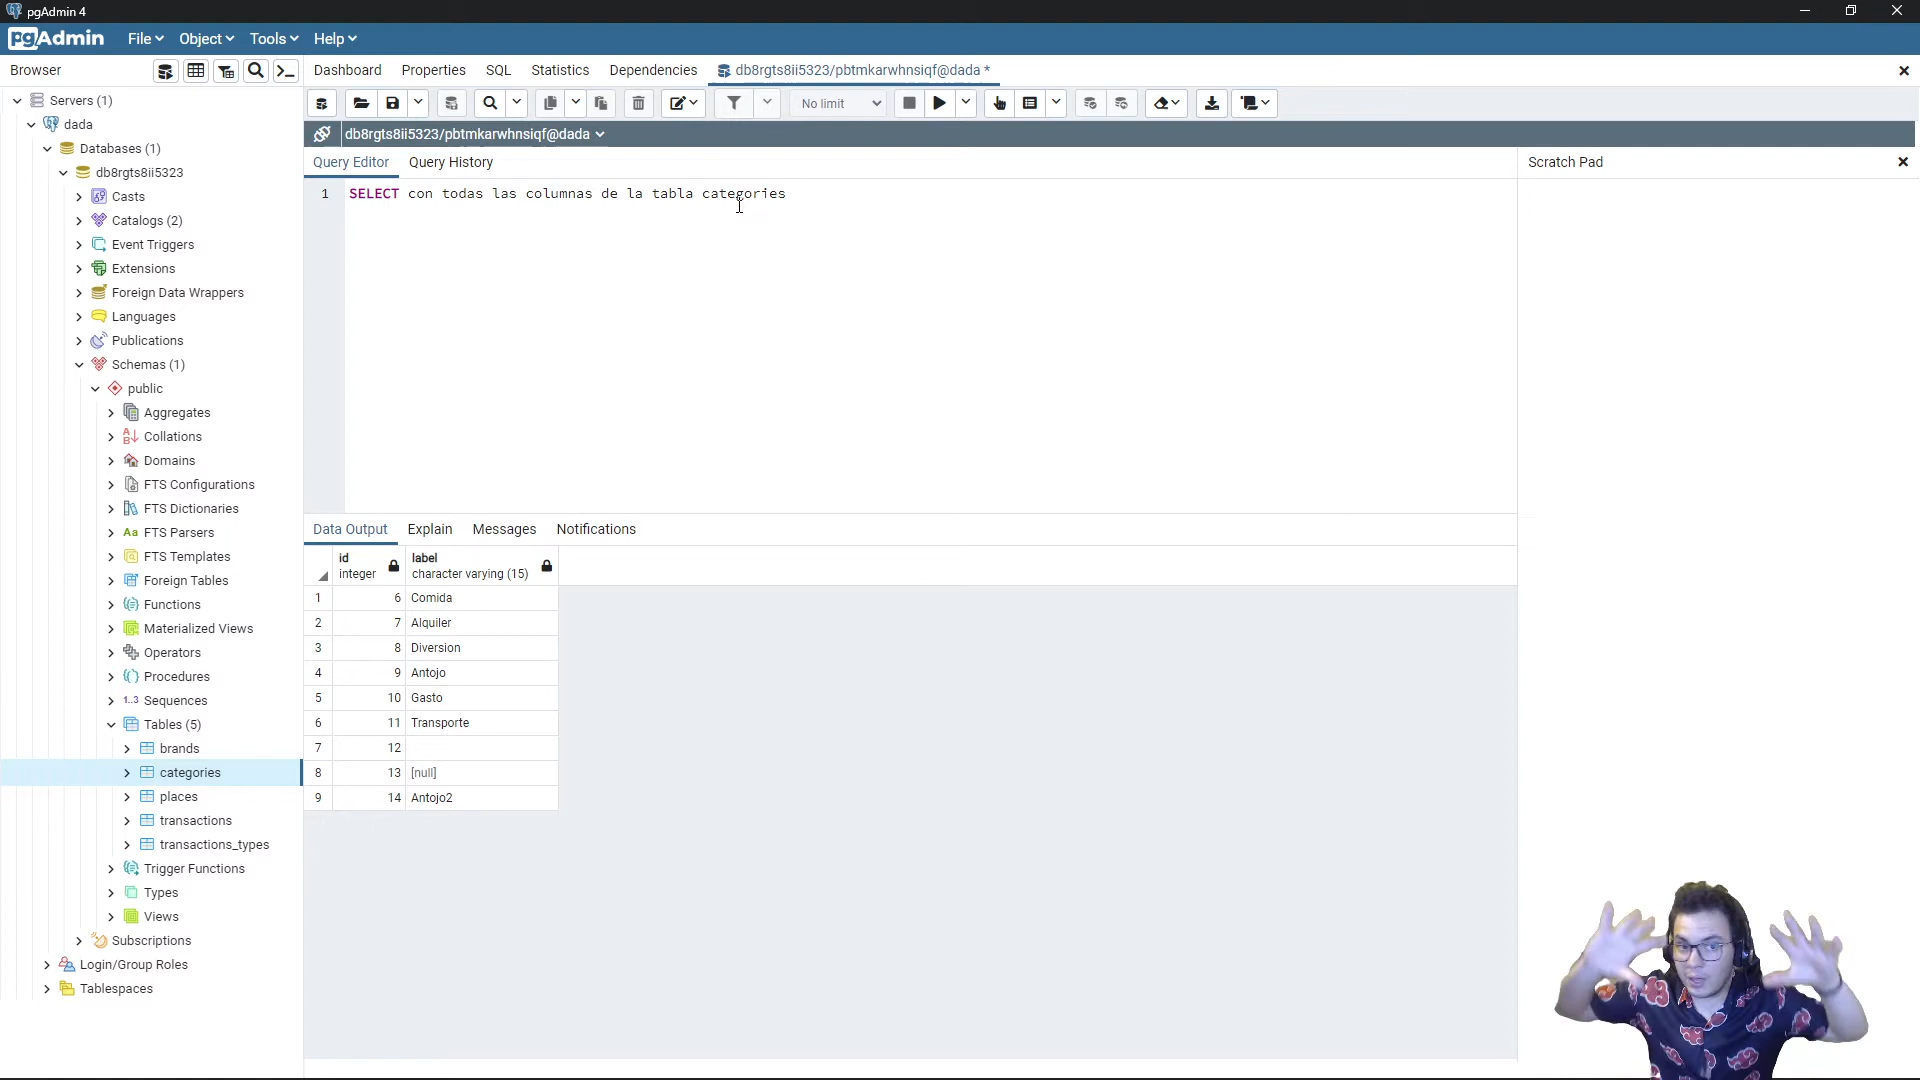 pgAdmin 4
pgAdmin File Object Tools Help
Browser
Dashboard Properties SQL Statistics Dependencies db8rgts8ii5323/pbtmkarwhnsiqf@dada *
No limit
db8rgts8ii5323/pbtmkarwhnsiqf@dada
Query Editor Query History
Scratch Pad
1 SELECT con todas las columnas de la tabla categories
Servers (1)
dada
Databases (1)
db8rgts8ii5323
Casts
Catalogs (2)
Event Triggers
Extensions
Foreign Data Wrappers
Languages
Publications
Schemas (1)
public
Aggregates
Collations
Domains
FTS Configurations
FTS Dictionaries
Aa FTS Parsers
FTS Templates
Foreign Tables
Functions
Materialized Views
Operators
Procedures
1..3 Sequences
Tables (5)
brands
categories
places
transactions
transactions_types
Trigger Functions
Types
Views
Subscriptions
Login/Group Roles
Tablespaces
Data Output Explain Messages Notifications
id label
integer character varying (15)
1 6 Comida
2 7 Alquiler
3 8 Diversion
4 9 Antojo
5 10 Gasto
6 11 Transporte
7 12
8 13 [null]
9 14 Antojo2